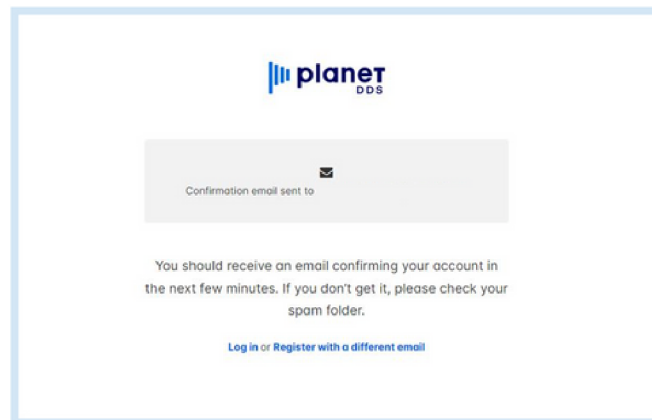 planet
DDS
Confirmation email sent to
You should receive an email confirming your account in
the next few minutes. If you don't get it, please check your
spam folder.
Log in or Register with a different email